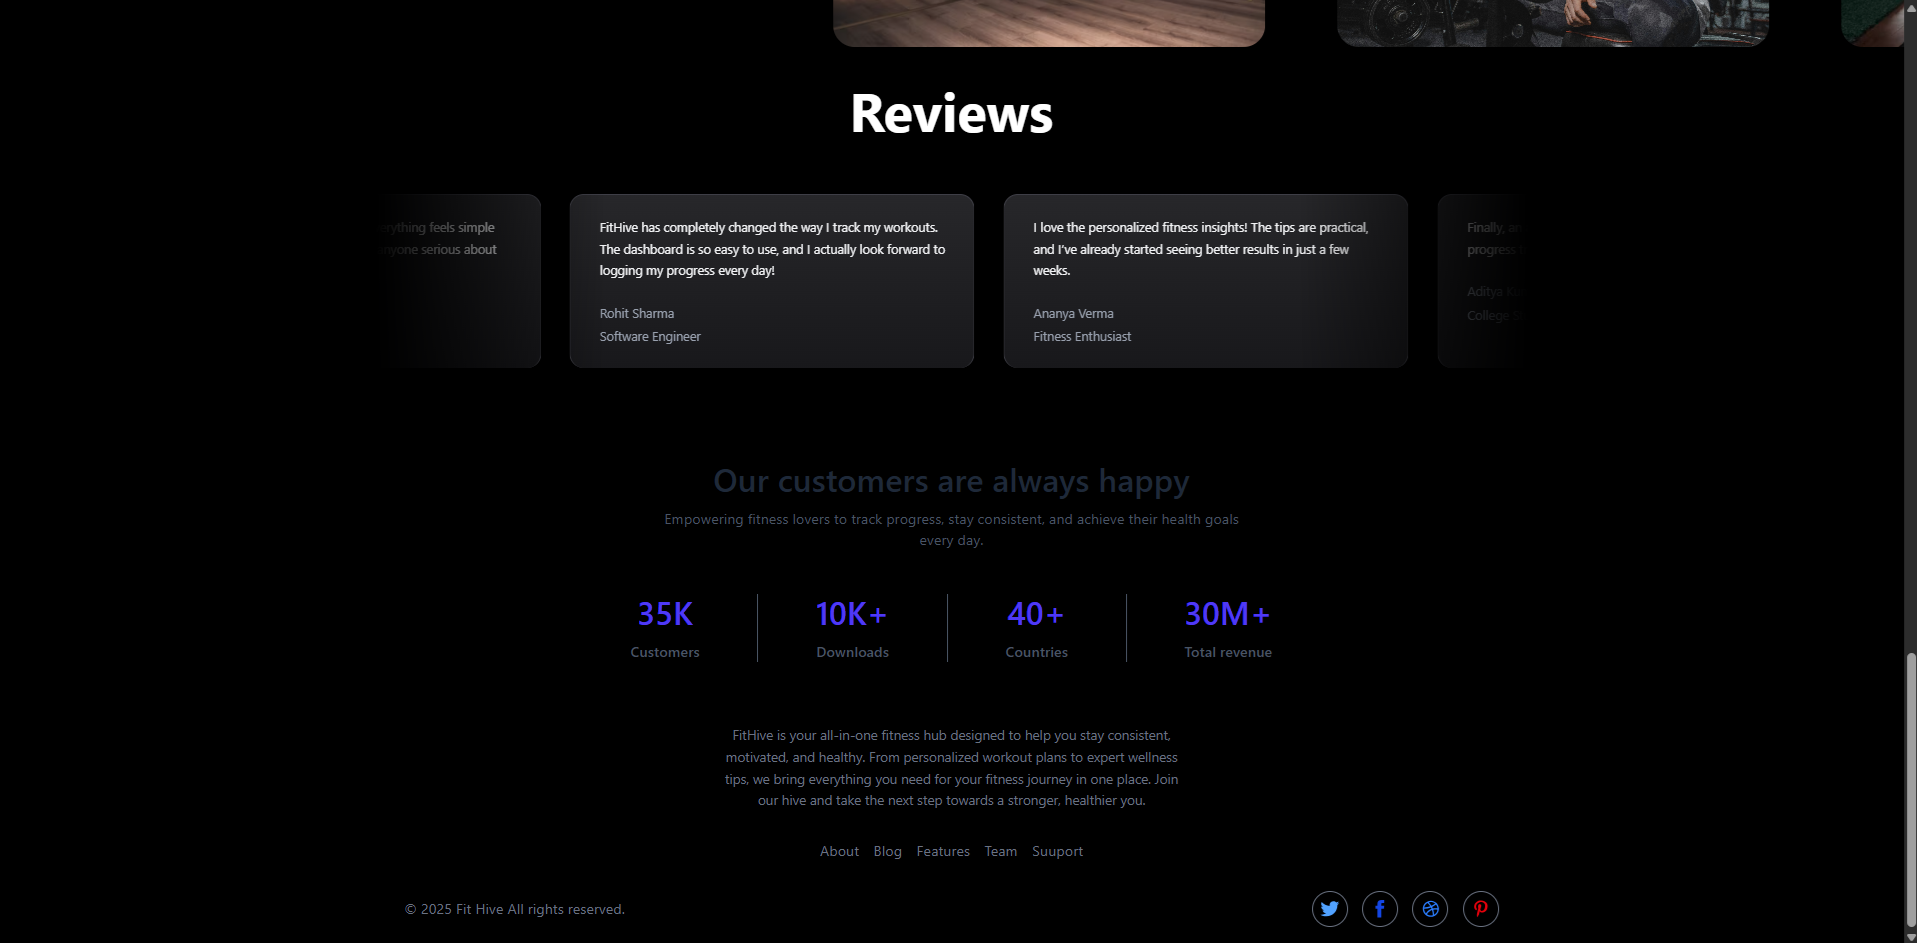 Reviews
erything feels simple
nyone serious about
FitHive has completely changed the way I track my workouts.
The dashboard is so easy to use, and I actually look forward to
logging my progress every day!
Rohit Sharma
Software Engineer
I love the personalized fitness insights! The tips are practical,
and I've already started seeing better results in just a few
weeks.
Ananya Verma
Fitness Enthusiast
Finally, an
progress
Aditya
College
Our customers are always happy
Empowering fitness lovers to track progress, stay consistent, and achieve their health goals
every day.
35K
Customers
10K+
Downloads
40+
Countries
30M+
Total revenue
FitHive is your all-in-one fitness hub designed to help you stay consistent,
motivated, and healthy. From personalized workout plans to expert wellness
tips, we bring everything you need for your fitness journey in one place. Join
our hive and take the next step towards a stronger, healthier you.
About Blog Features Team Suuport
© 2025 Fit Hive All rights reserved.